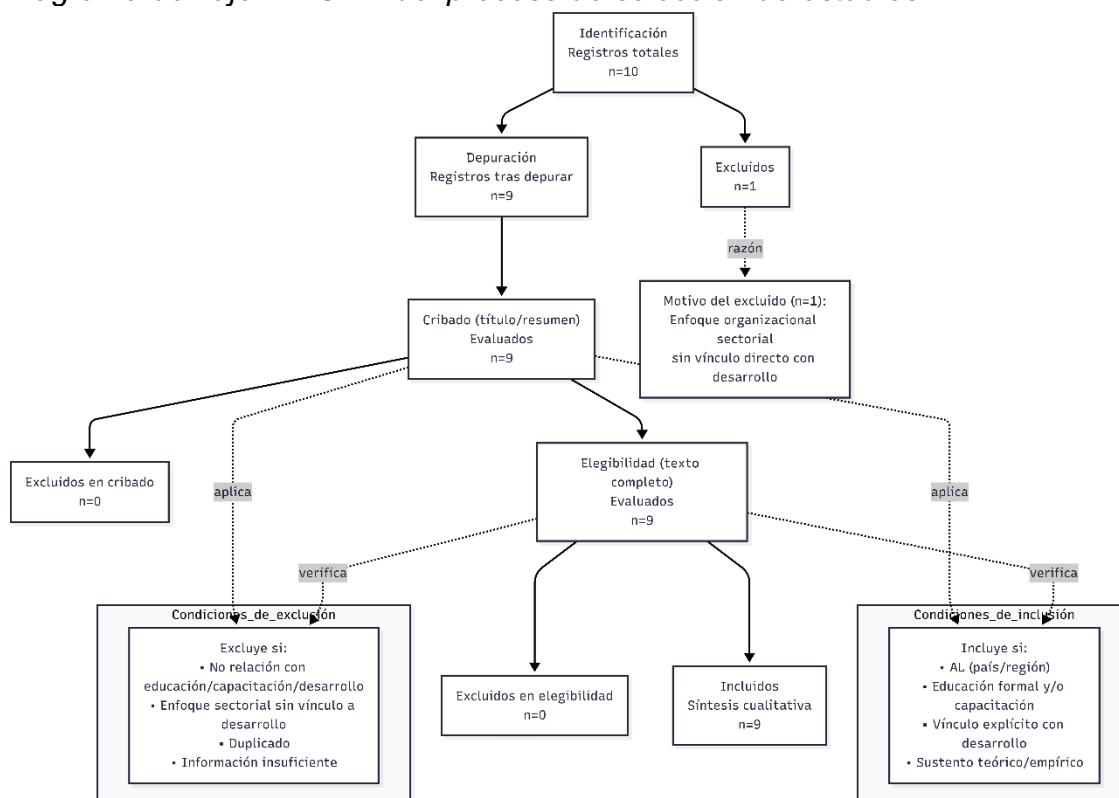 Identificación
Registros totales
n=10
Depuración
Registros tras depurar
n=9
Excluidos
n=1
razón
Motivo del excluido (n=1):
Enfoque organizacional
sectorial
sin vínculo directo con
desarrollo
Cribado (título/resumen)
Evaluados
n=9
Excluidos en cribado
n=0
aplica
Elegibilidad (texto
completo)
Evaluados
n=9
aplica
verifica
verifica
Condiciones_de_exclusión
Excluye si:
▪ No relación con
educación/capacitación/desarrollo
▪ Enfoque sectorial sin vínculo a
desarrollo
▪ Duplicado
▪ Información insuficiente
Excluidos en elegibilidad
n=0
Incluidos
Síntesis cualitativa
n=9
Condiciones_de_inclusión
Incluye si:
▪ AL (país/región)
▪ Educación formal y/o
capacitación
▪ Vínculo explícito con
desarrollo
▪ Sustento teórico/empírico